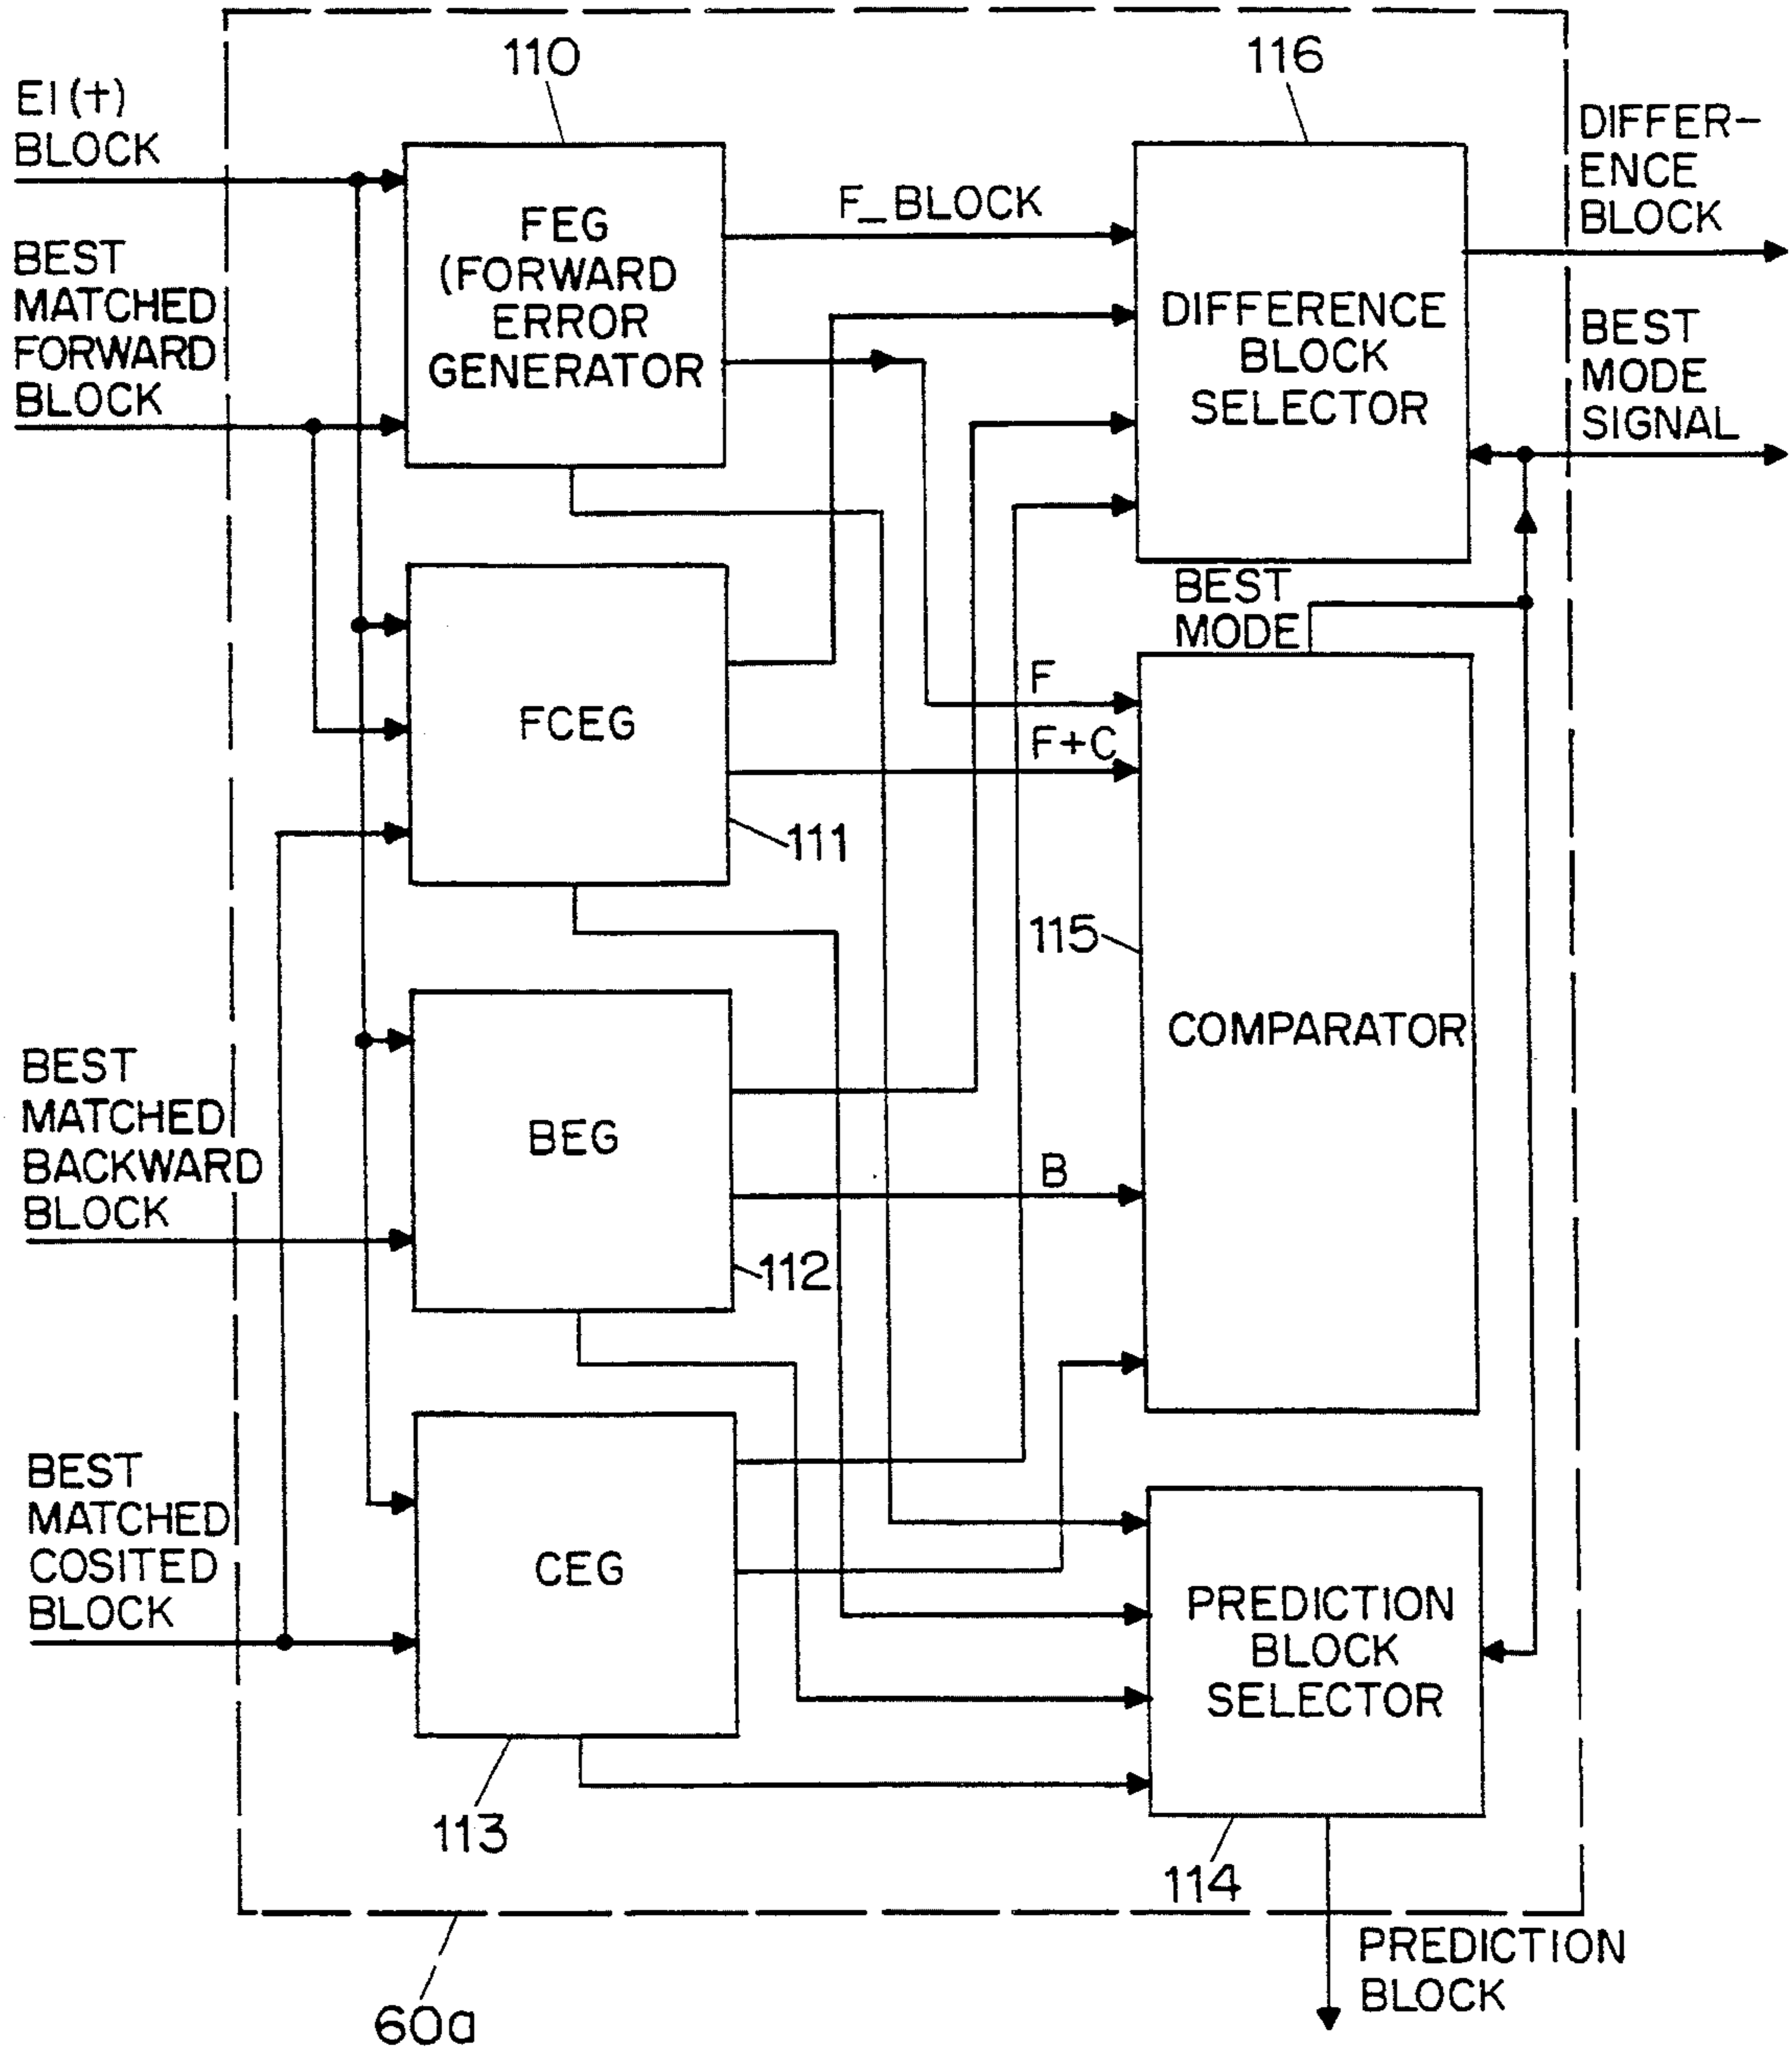 110
116
E1(t)
BLOCK
DIFFER-
ENCE
BLOCK
BEST
MATCHED
FORWARD
BLOCK
FEG
(FORWARD
ERROR
GENERATOR
F_BLOCK
DIFFERENCE
BLOCK
SELECTOR
BEST
MODE
SIGNAL
BEST
MODE
F
F+C
FCEG
111
115
COMPARATOR
BEST
MATCHED
BACKWARD
BLOCK
BEG
B
112
BEST
MATCHED
COSITED
BLOCK
CEG
PREDICTION
BLOCK
SELECTOR
113
114
PREDICTION
BLOCK
60a